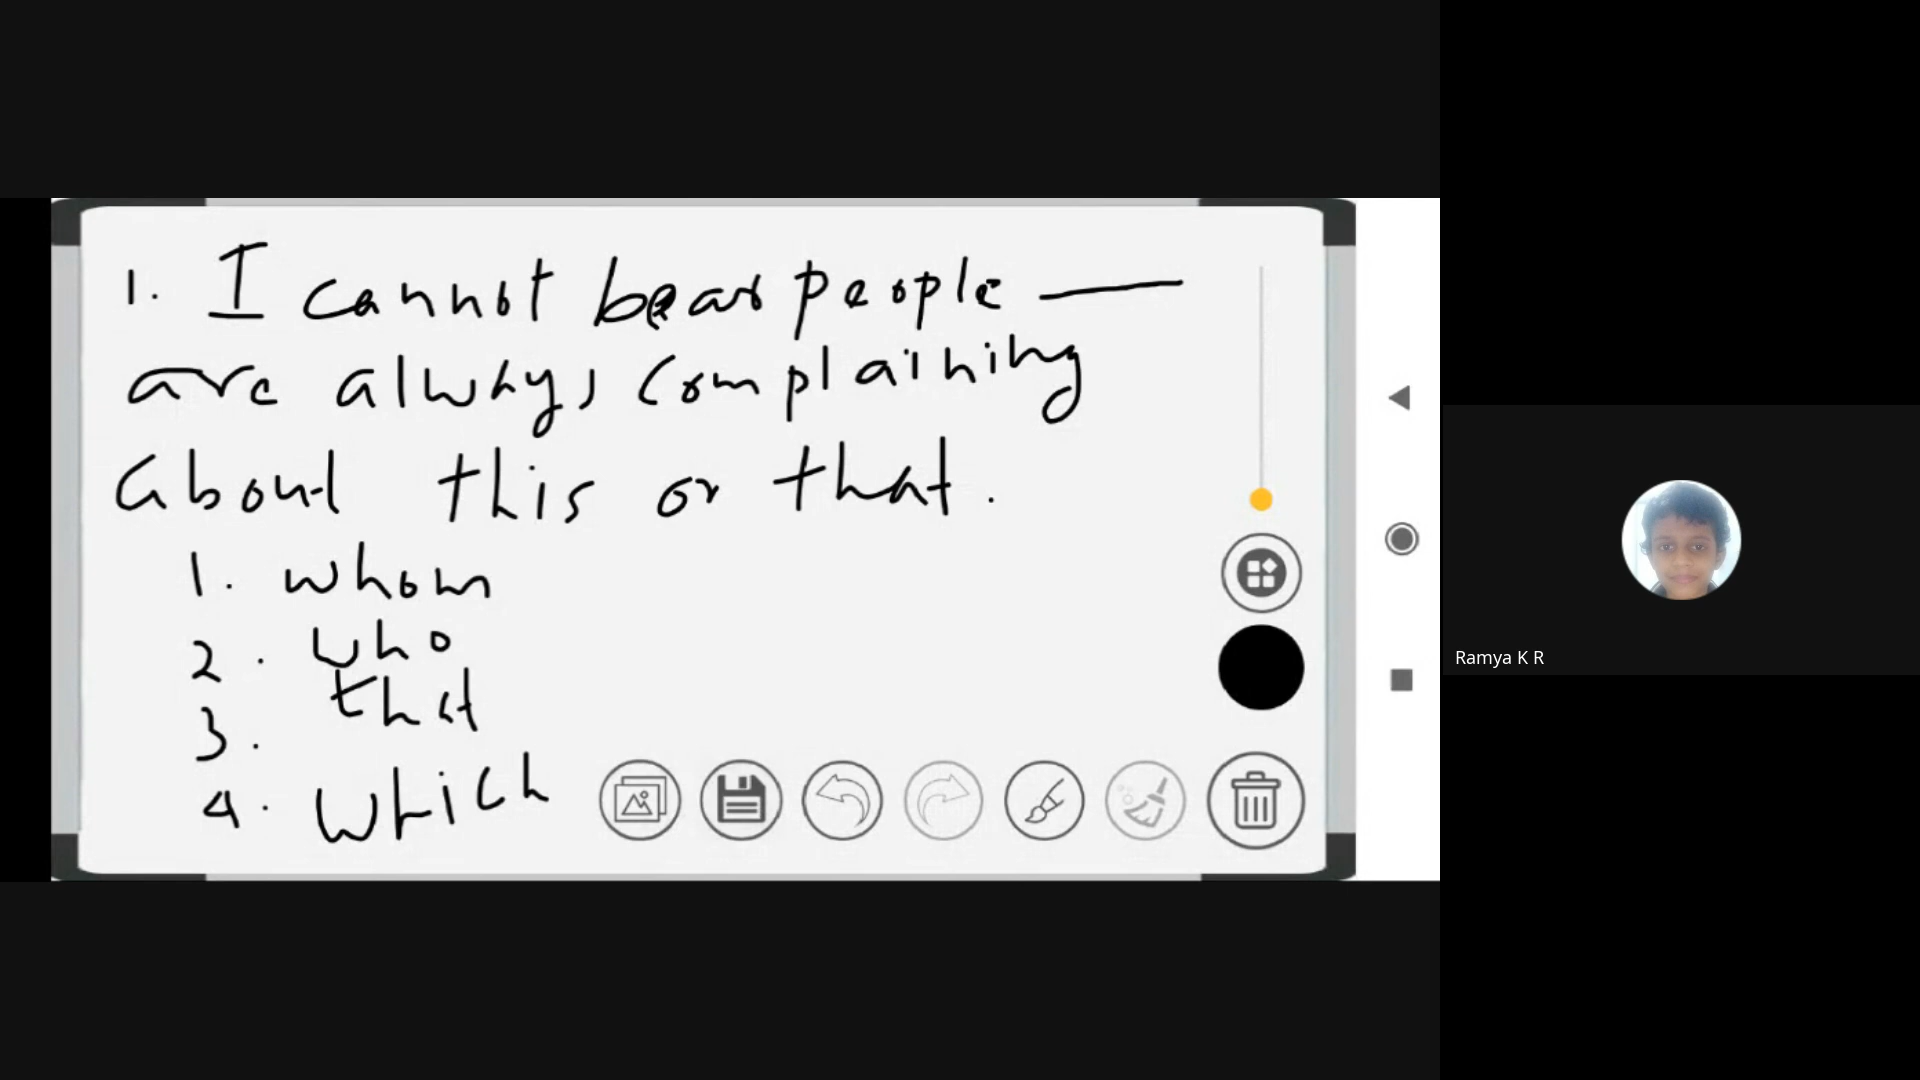 1. I cannot bear people —
are always complaining
about this or that.
1. whom
2. who
3. that
4. which
Ramya K R